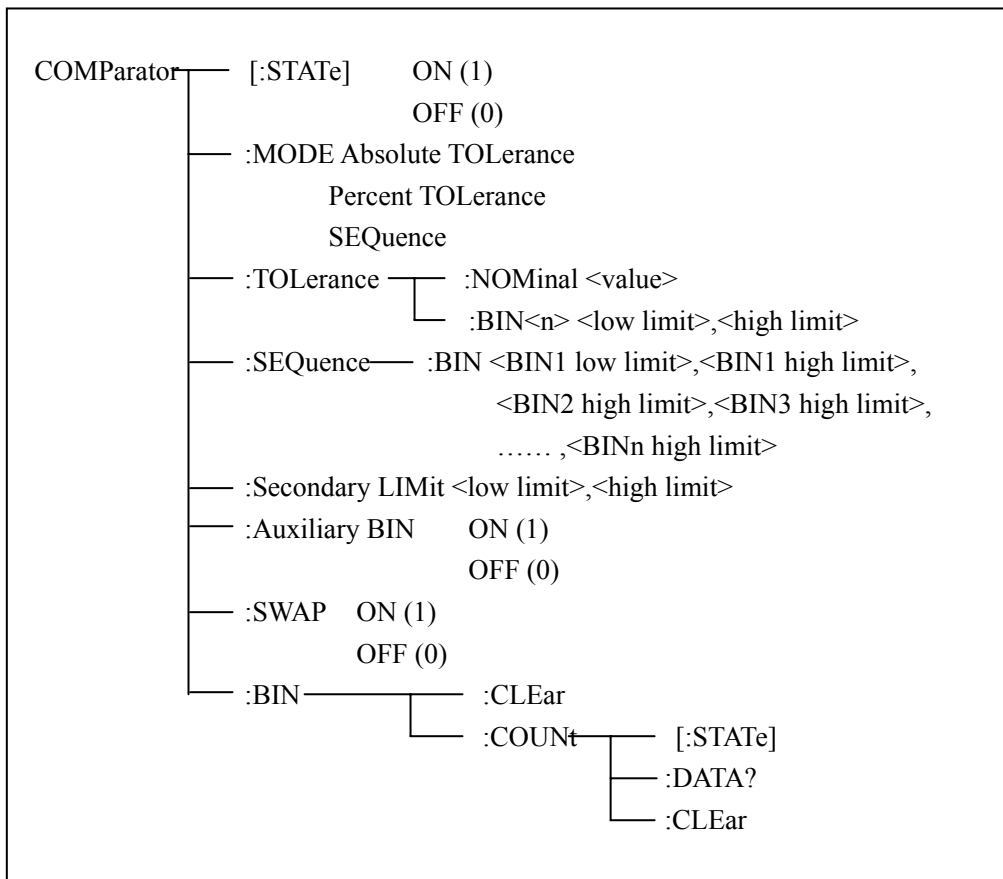 COMParator [:STATe] ON (1)
OFF (0)
:MODE Absolute TOLerance
Percent TOLerance
SEQuence
:TOLerance :NOMinal <value>
:BIN<n> <low limit>,<high limit>
:SEQuence :BIN <BIN1 low limit>,<BIN1 high limit>,
<BIN2 high limit>,<BIN3 high limit>,
…… ,<BINn high limit>
:Secondary LIMit <low limit>,<high limit>
:Auxiliary BIN ON (1)
OFF (0)
:SWAP ON (1)
OFF (0)
:BIN :CLEar
:COUNt [:STATe]
:DATA?
:CLEar